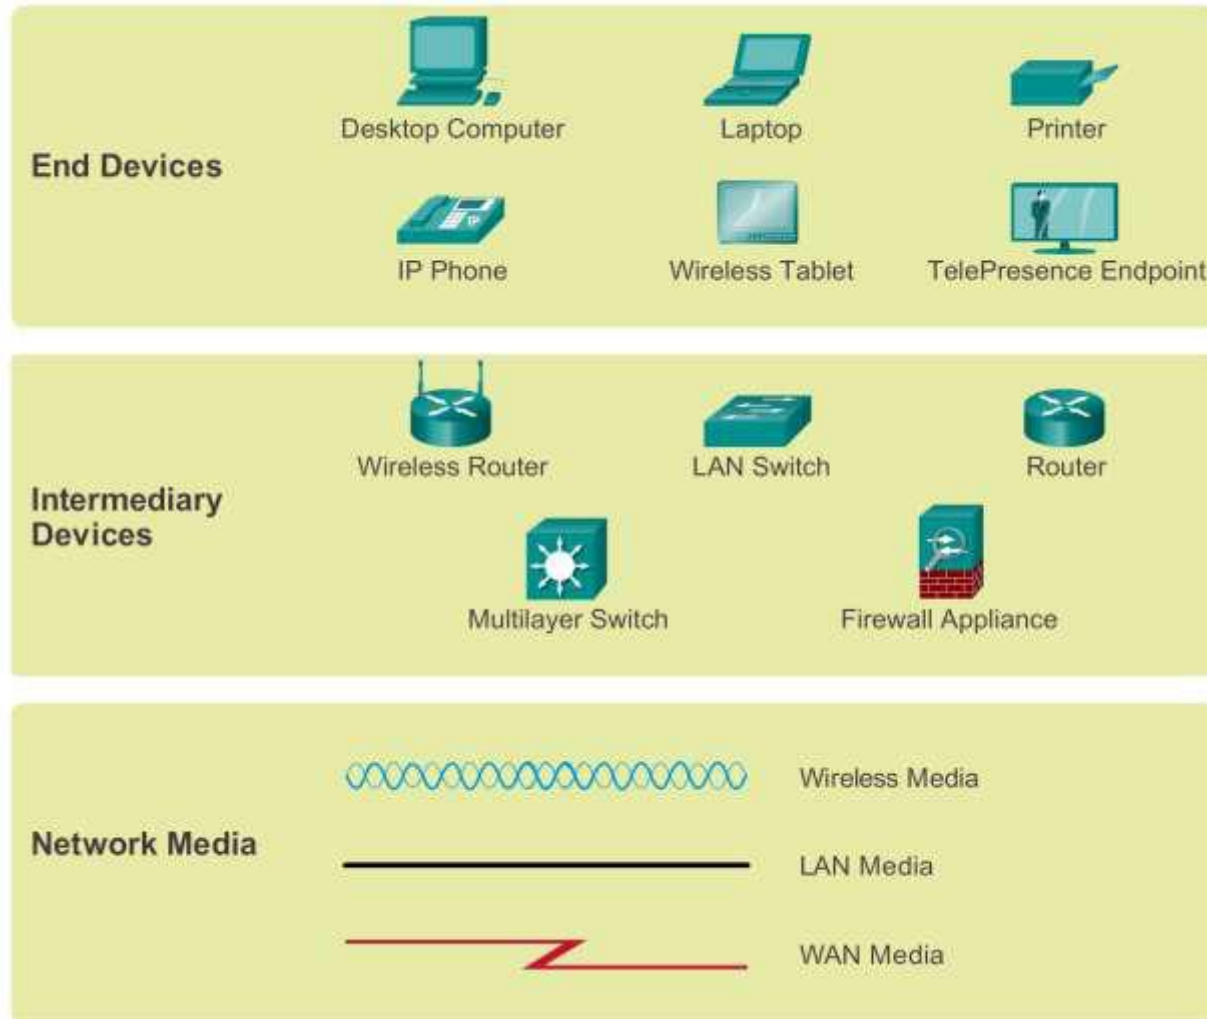 End Devices
Desktop Computer
Laptop
Printer
IP Phone
Wireless Tablet
TelePresence Endpoint
Intermediary
Devices
Wireless Router
LAN Switch
Router
Multilayer Switch
Firewall Appliance
Network Media
Wireless Media
LAN Media
WAN Media